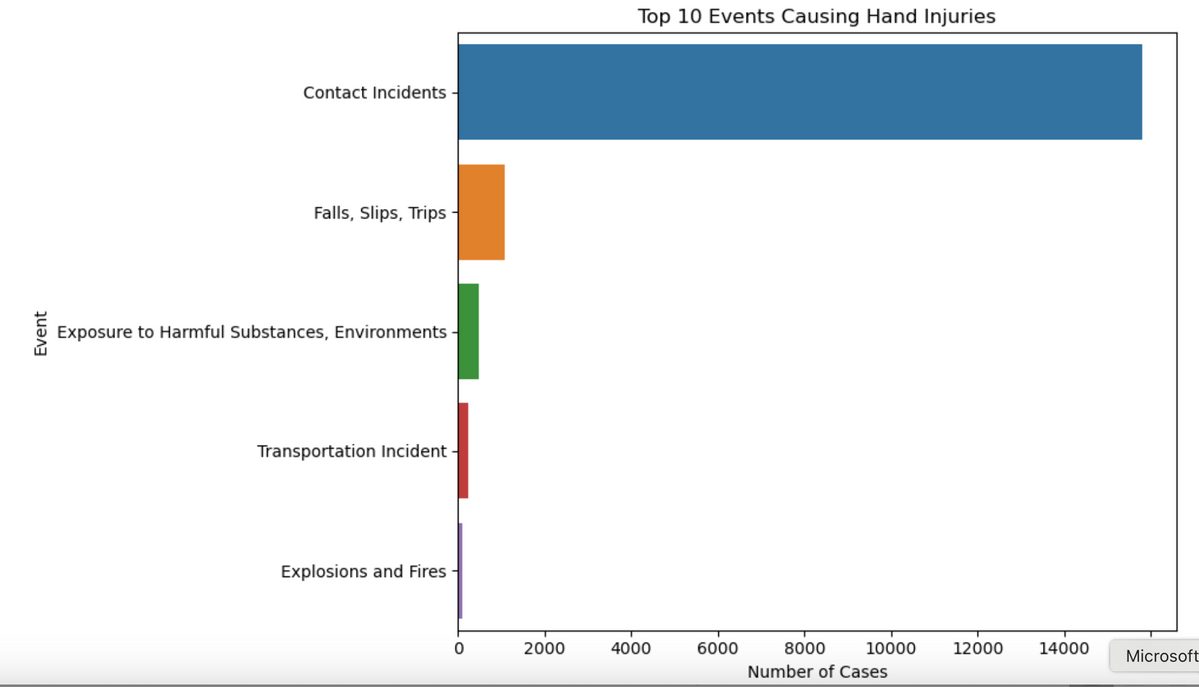 Top 10 Events Causing Hand Injuries
Contact Incidents
Falls, Slips, Trips
Exposure to Harmful Substances, Environments
Transportation Incident
Explosions and Fires
Event
0 2000 4000 6000 8000 10000 12000 14000
Number of Cases
Microsoft